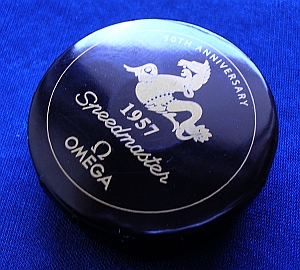 50TH ANNIVERSARY
1957
Speedmaster
Ω
OMEGA